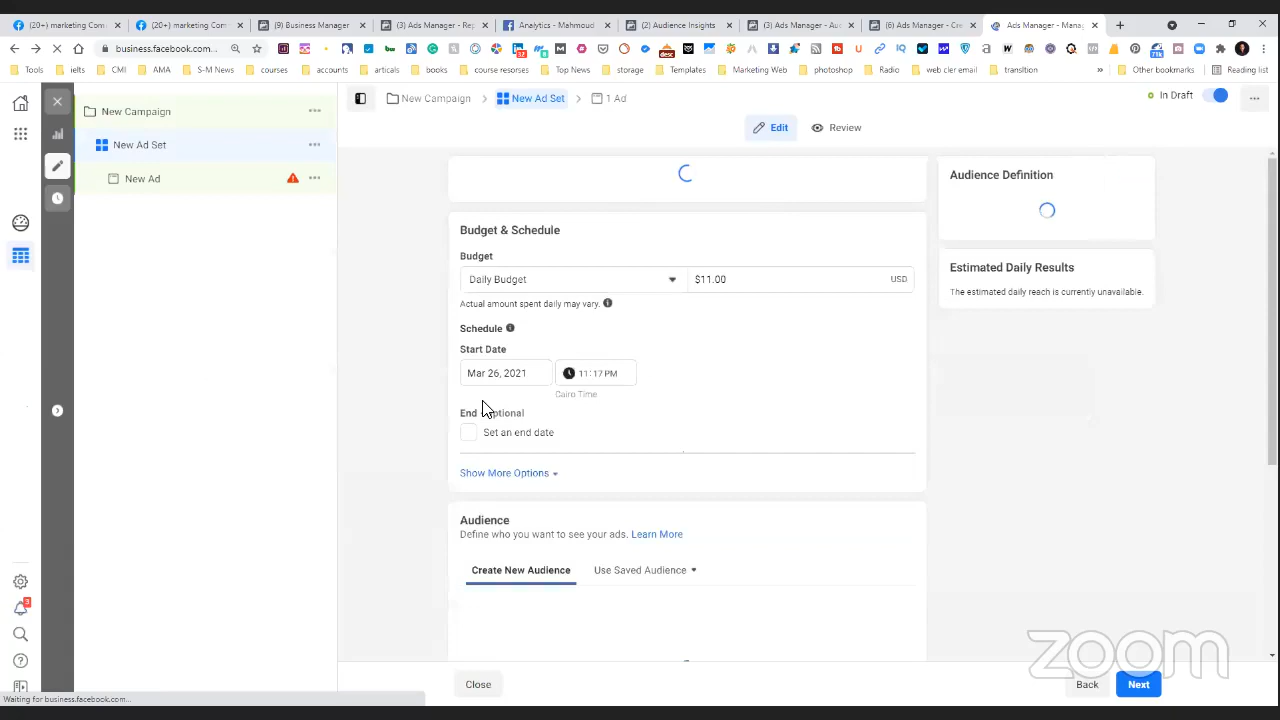 (20+) marketing Com
(20+) marketing Com
(9) Business Manager
(3) Ads Manager - Re
Analytics - Mahmoud
(2) Audience Insights
(3) Ads Manager - Au
(6) Ads Manager - Cre
Ads Manager - Mana
business.facebook.com...
Tools
ielts
CMI
AMA
S-M New
courses
accounts
articals
books
course resorses
Top News
storage
Templates
Marketing Web
photoshop
Radio
web cler email
transltion
»
Other bookmarks
Reading list
New Campaign
New Ad Set
1 Ad
In Draft
New Campaign
New Ad Set
New Ad
Edit
Review
Budget & Schedule
Budget
Daily Budget
$11.00
USD
Actual amount spent daily may vary.
Schedule
Start Date
Mar 26, 2021
11:17 PM
Cairo Time
End
Set an end date
Show More Options
Audience
Define who you want to see your ads. Learn More
Create New Audience
Use Saved Audience
Audience Definition
Estimated Daily Results
The estimated daily reach is currently unavailable.
Close
Back
Next
Waiting for business.facebook.com...
zoom